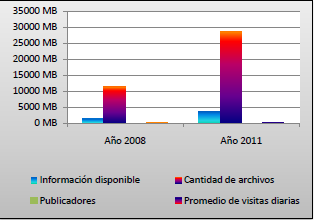 35000 MB
30000 MB
25000 MB
20000 MB
15000 MB
10000 MB
5000 MB
0 MB
Año 2008 Año 2011
Información disponible Cantidad de archivos
Publicadores Promedio de visitas diarias